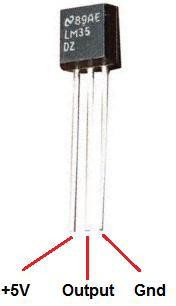 89AE
LM35
DZ
+5V Output Gnd